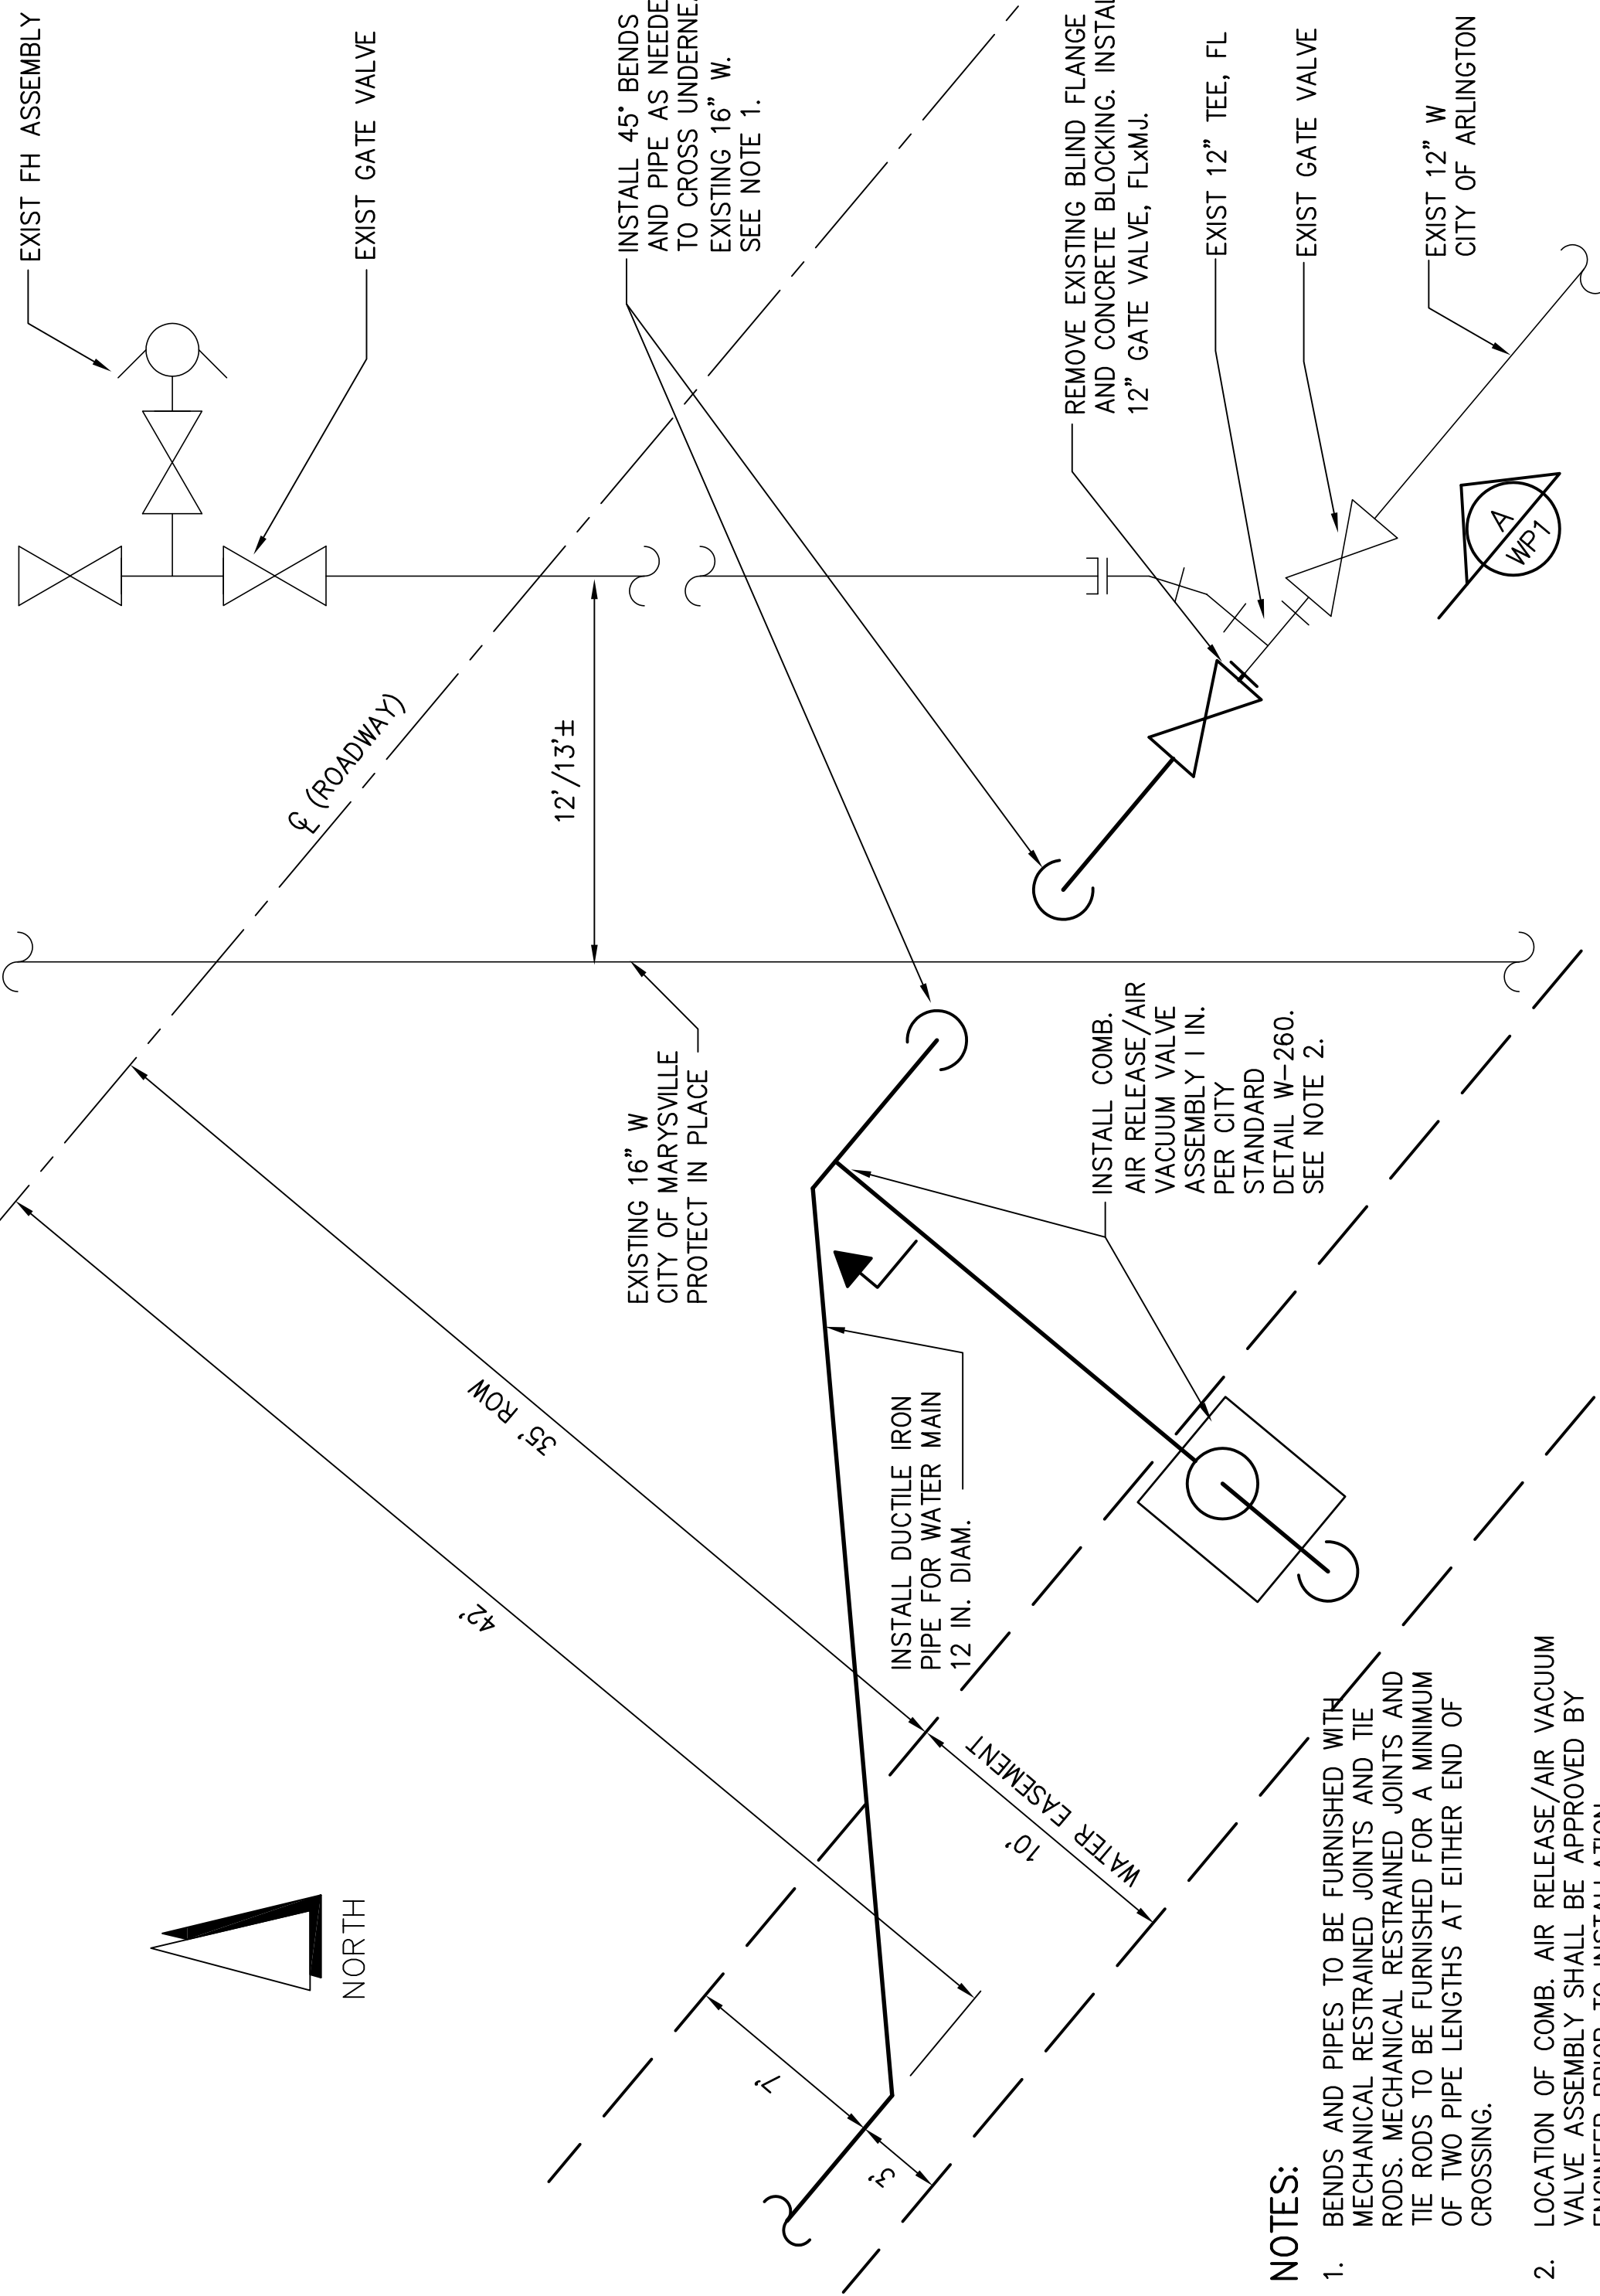 EXIST FH ASSEMBLY
EXIST GATE VALVE
INSTALL 45° BENDS
AND PIPE AS
TO CROSS
EXISTING 16" W.
SEE NOTE 1.
REMOVE EXISTING BLIND FLANGE
AND CONCRETE BLOCKING.
12" GATE VALVE, FLxMJ.
EXIST 12" TEE, FL
EXIST GATE VALVE
EXIST 12" W
CITY OF ARLINGTON
A
WP1
℄ (ROADWAY)
12'/13'±
EXISTING 16" W
CITY OF MARYSVILLE
PROTECT IN PLACE
INSTALL COMB.
AIR RELEASE/AIR
VACUUM VALVE
ASSEMBLY 1 IN.
PER CITY
STANDARD
DETAIL W-260.
SEE NOTE 2.
35' ROW
42'
INSTALL DUCTILE IRON
PIPE FOR WATER MAIN
12 IN. DIAM.
10'
WATER EASEMENT
7'
3'
NORTH
NOTES:
1. BENDS AND PIPES TO BE FURNISHED WITH
MECHANICAL RESTRAINED JOINTS AND TIE
RODS. MECHANICAL RESTRAINED JOINTS AND
TIE RODS TO BE FURNISHED FOR A MINIMUM
OF TWO PIPE LENGTHS AT EITHER END OF
CROSSING.
2. LOCATION OF COMB. AIR RELEASE/AIR VACUUM
VALVE ASSEMBLY SHALL BE APPROVED BY
ENGINEER PRIOR TO INSTALLATION